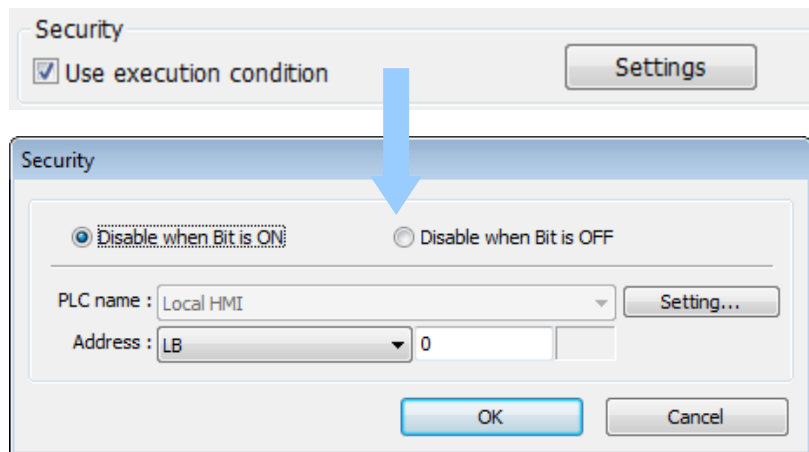 Security
Use execution condition
Settings
Security
Disable when Bit is ON
Disable when Bit is OFF
PLC name : Local HMI
Setting...
Address : LB
0
OK
Cancel